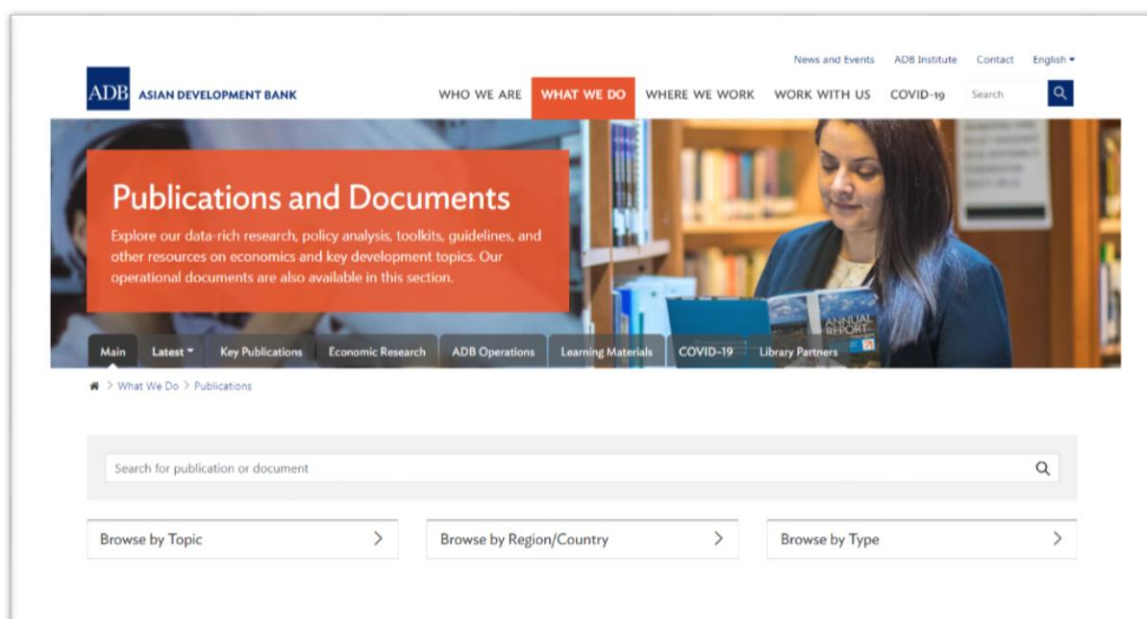 News and Events ADB Institute Contact English
ADB ASIAN DEVELOPMENT BANK WHO WE ARE WHAT WE DO WHERE WE WORK WORK WITH US COVID-19 Search
Publications and Documents
Explore our data-rich research, policy analysis, toolkits, guidelines, and
other resources on economics and key development topics. Our
operational documents are also available in this section.
ANNUAL
REPORT
Main Latest Key Publications Economic Research ADB Operations Learning Materials COVID-19 Library Partners
> What We Do > Publications
Search for publication or document
Browse by Topic Browse by Region/Country Browse by Type